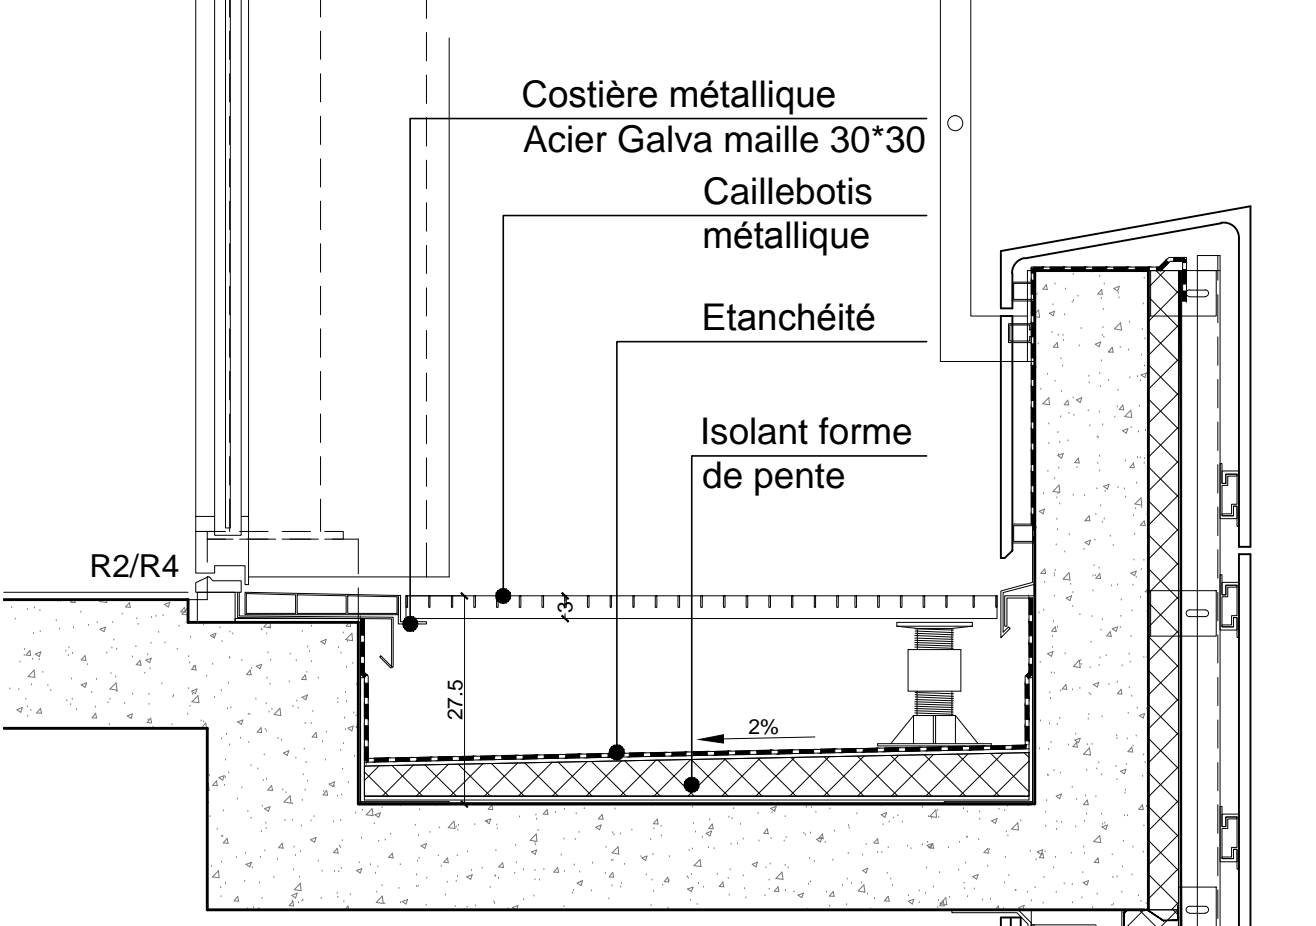 Costière métallique
Acier Galva maille 30*30
Caillebotis
métallique
Etanchéité
Isolant forme
de pente
R2/R4
3
27.5
2%